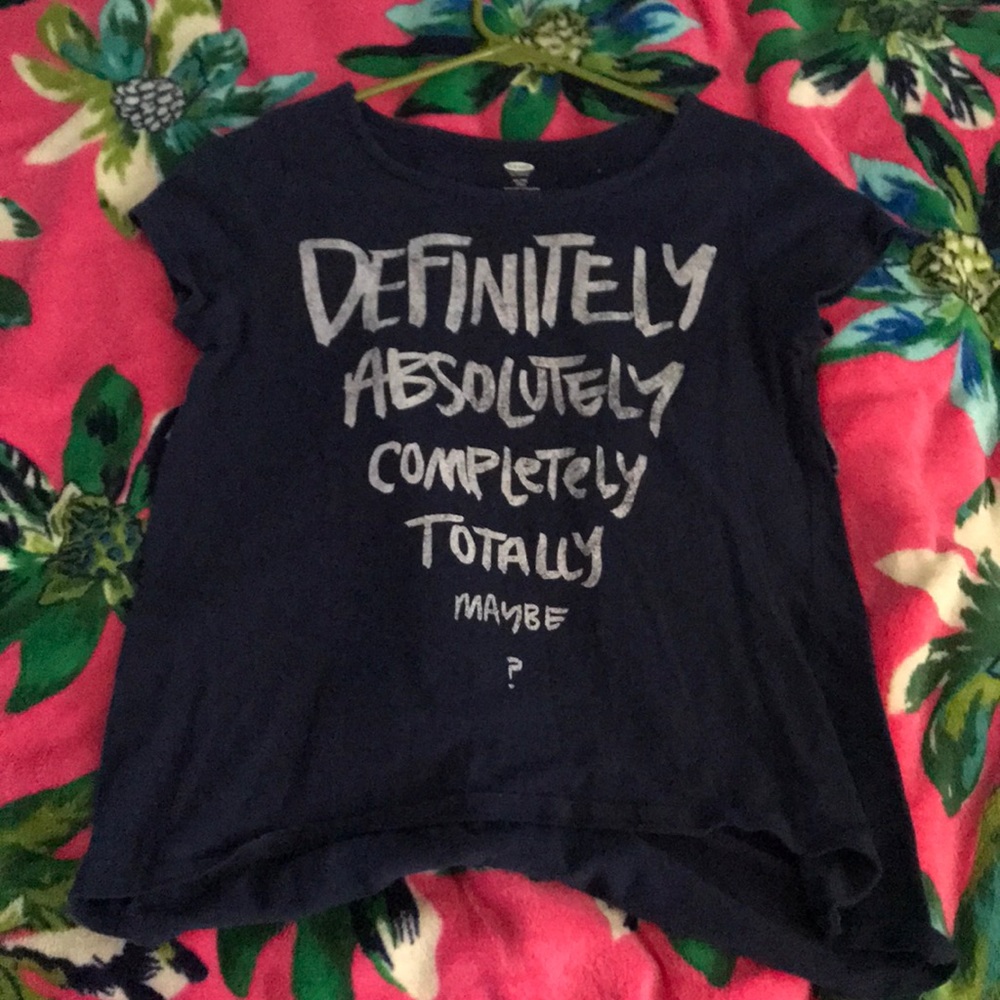 DEFINITELY
ABSOLUTELY
COMPLeTeLY
TOTALLY
MAYBE
?